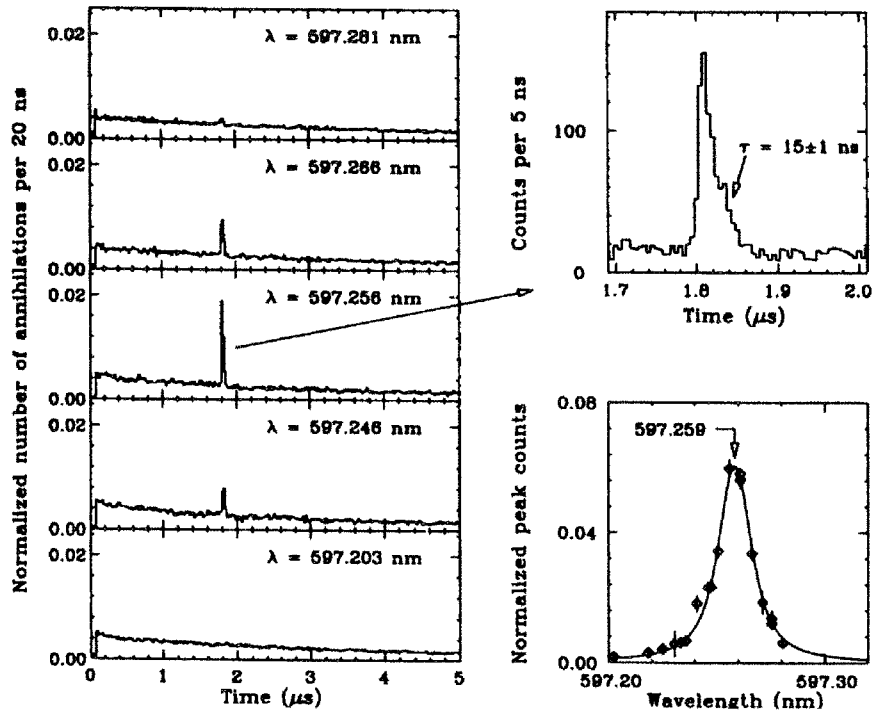 Normalized number of annihilations per 20 ns
0.02
λ = 597.281 nm
0.00
0.02
λ = 597.266 nm
0.00
0.02
λ = 597.256 nm
0.00
0.02
λ = 597.246 nm
0.00
0.02
λ = 597.203 nm
0.00
0 1 2 3 4 5
Time (μs)
Counts per 5 ns
100
0
τ = 15±1 ns
1.7 1.8 1.9 2.0
Time (μs)
Normalized peak counts
0.08
0.04
0.00
597.259
597.20 597.30
Wavelength (nm)